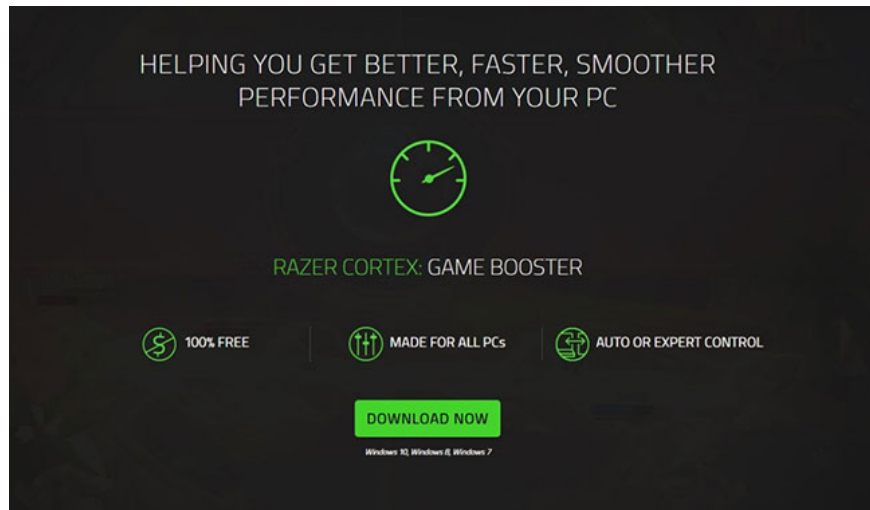 HELPING YOU GET BETTER, FASTER, SMOOTHER
PERFORMANCE FROM YOUR PC
RAZER CORTEX: GAME BOOSTER
100% FREE
MADE FOR ALL PCs
AUTO OR EXPERT CONTROL
DOWNLOAD NOW
Windows 10, Windows 8, Windows 7